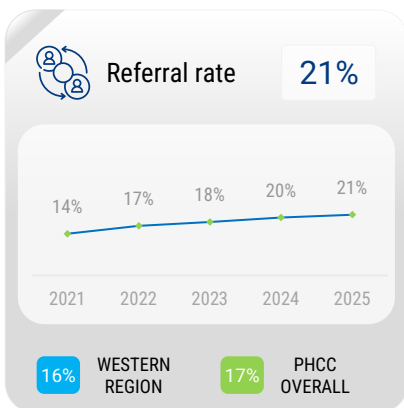 Referral rate 21%
14% 17% 18% 20% 21%
2021 2022 2023 2024 2025
16% WESTERN REGION
17% PHCC OVERALL